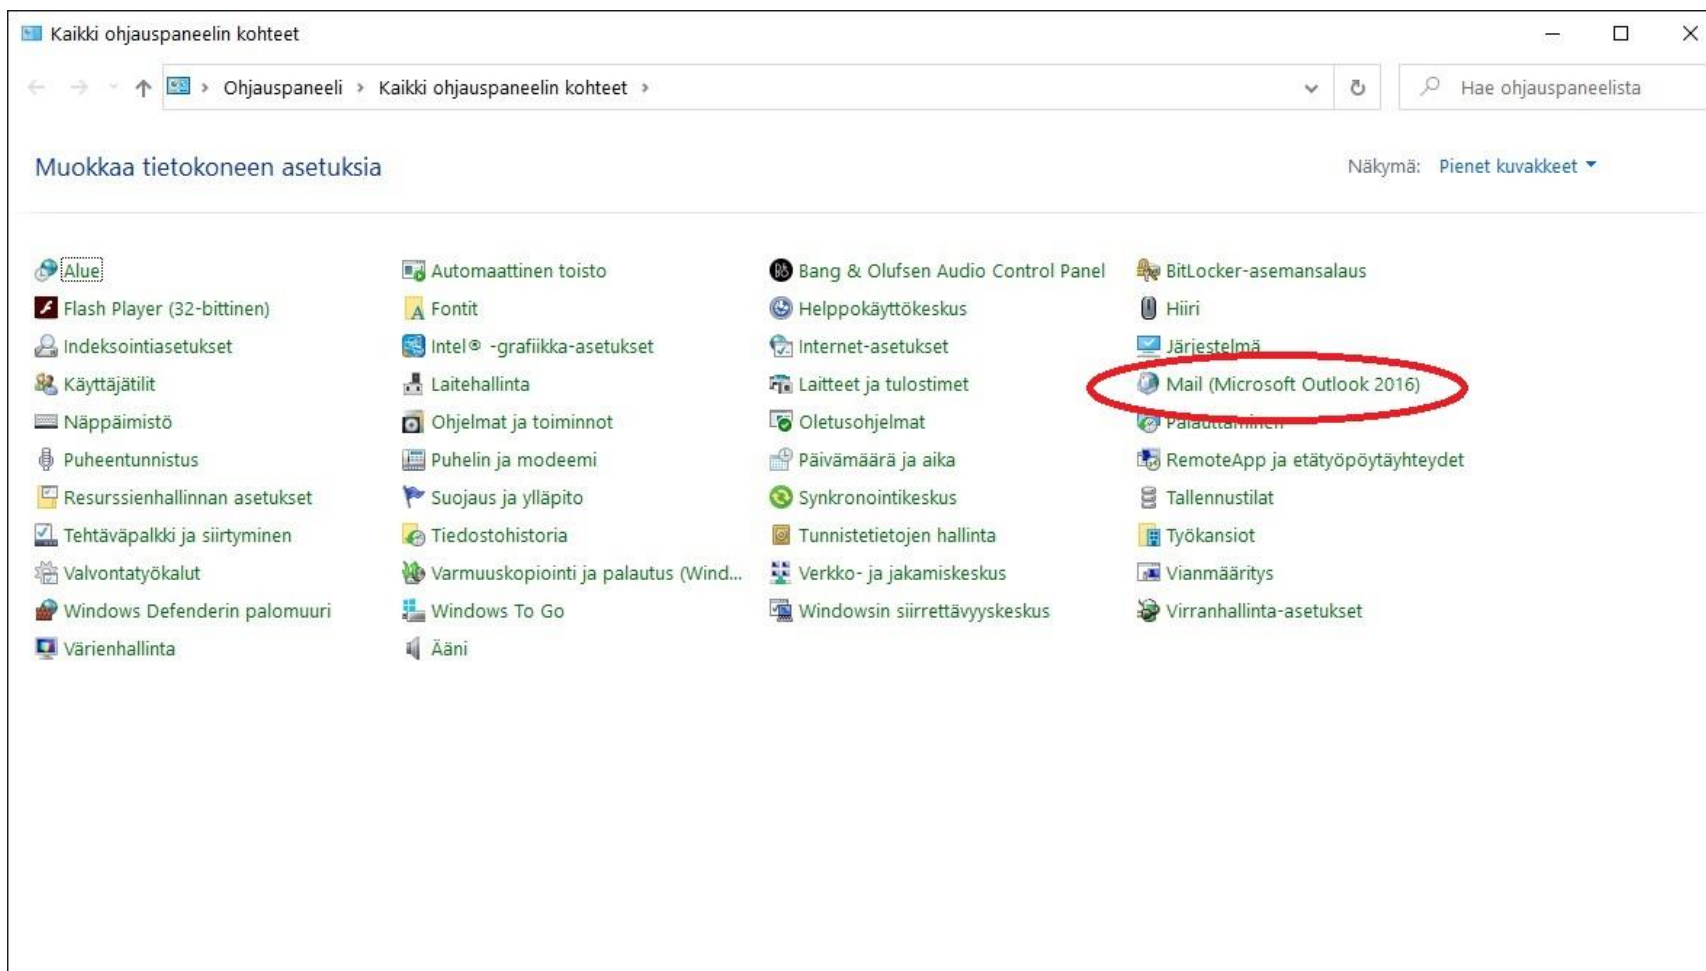 Kaikki ohjauspaneelin kohteet
Ohjauspaneeli › Kaikki ohjauspaneelin kohteet ›
Hae ohjauspaneelista
Muokkaa tietokoneen asetuksia
Näkymä: Pienet kuvakkeet
Alue Automaattinen toisto Bang & Olufsen Audio Control Panel BitLocker-asemansalaus
Flash Player (32-bittinen) Fontit Helppokäyttökeskus Hiiri
Indeksointiasetukset Intel® -grafiikka-asetukset Internet-asetukset Järjestelmä
Käyttäjätilit Laitehallinta Laitteet ja tulostimet Mail (Microsoft Outlook 2016)
Näppäimistö Ohjelmat ja toiminnot Oletusohjelmat Palauttaminen
Puheentunnistus Puhelin ja modeemi Päivämäärä ja aika RemoteApp ja etätyöpöytäyhteydet
Resurssienhallinnan asetukset Suojaus ja ylläpito Synkronointikeskus Tallennustilat
Tehtäväpalkki ja siirtyminen Tiedostohistoria Tunnistetietojen hallinta Työkansiot
Valvontatyökalut Varmuuskopiointi ja palautus (Wind... Verkko- ja jakamiskeskus Vianmääritys
Windows Defenderin palomuuri Windows To Go Windowsin siirrettävyyskeskus Virranhallinta-asetukset
Värienhallinta Ääni